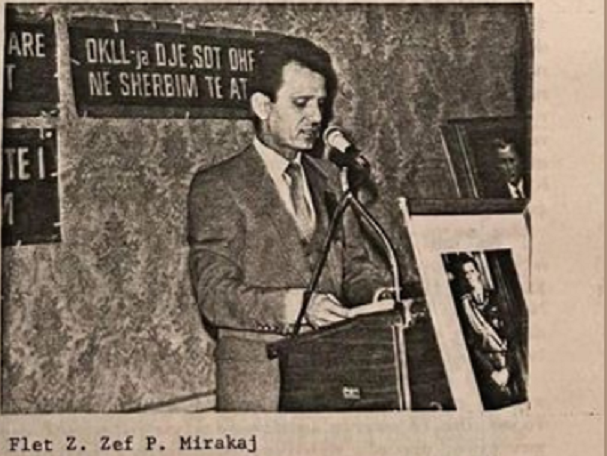 ARE
T
OKLL-ja DJE, SOT DHE
NE SHERBIM TE AT
TE I
Flet Z. Zef P. Mirakaj